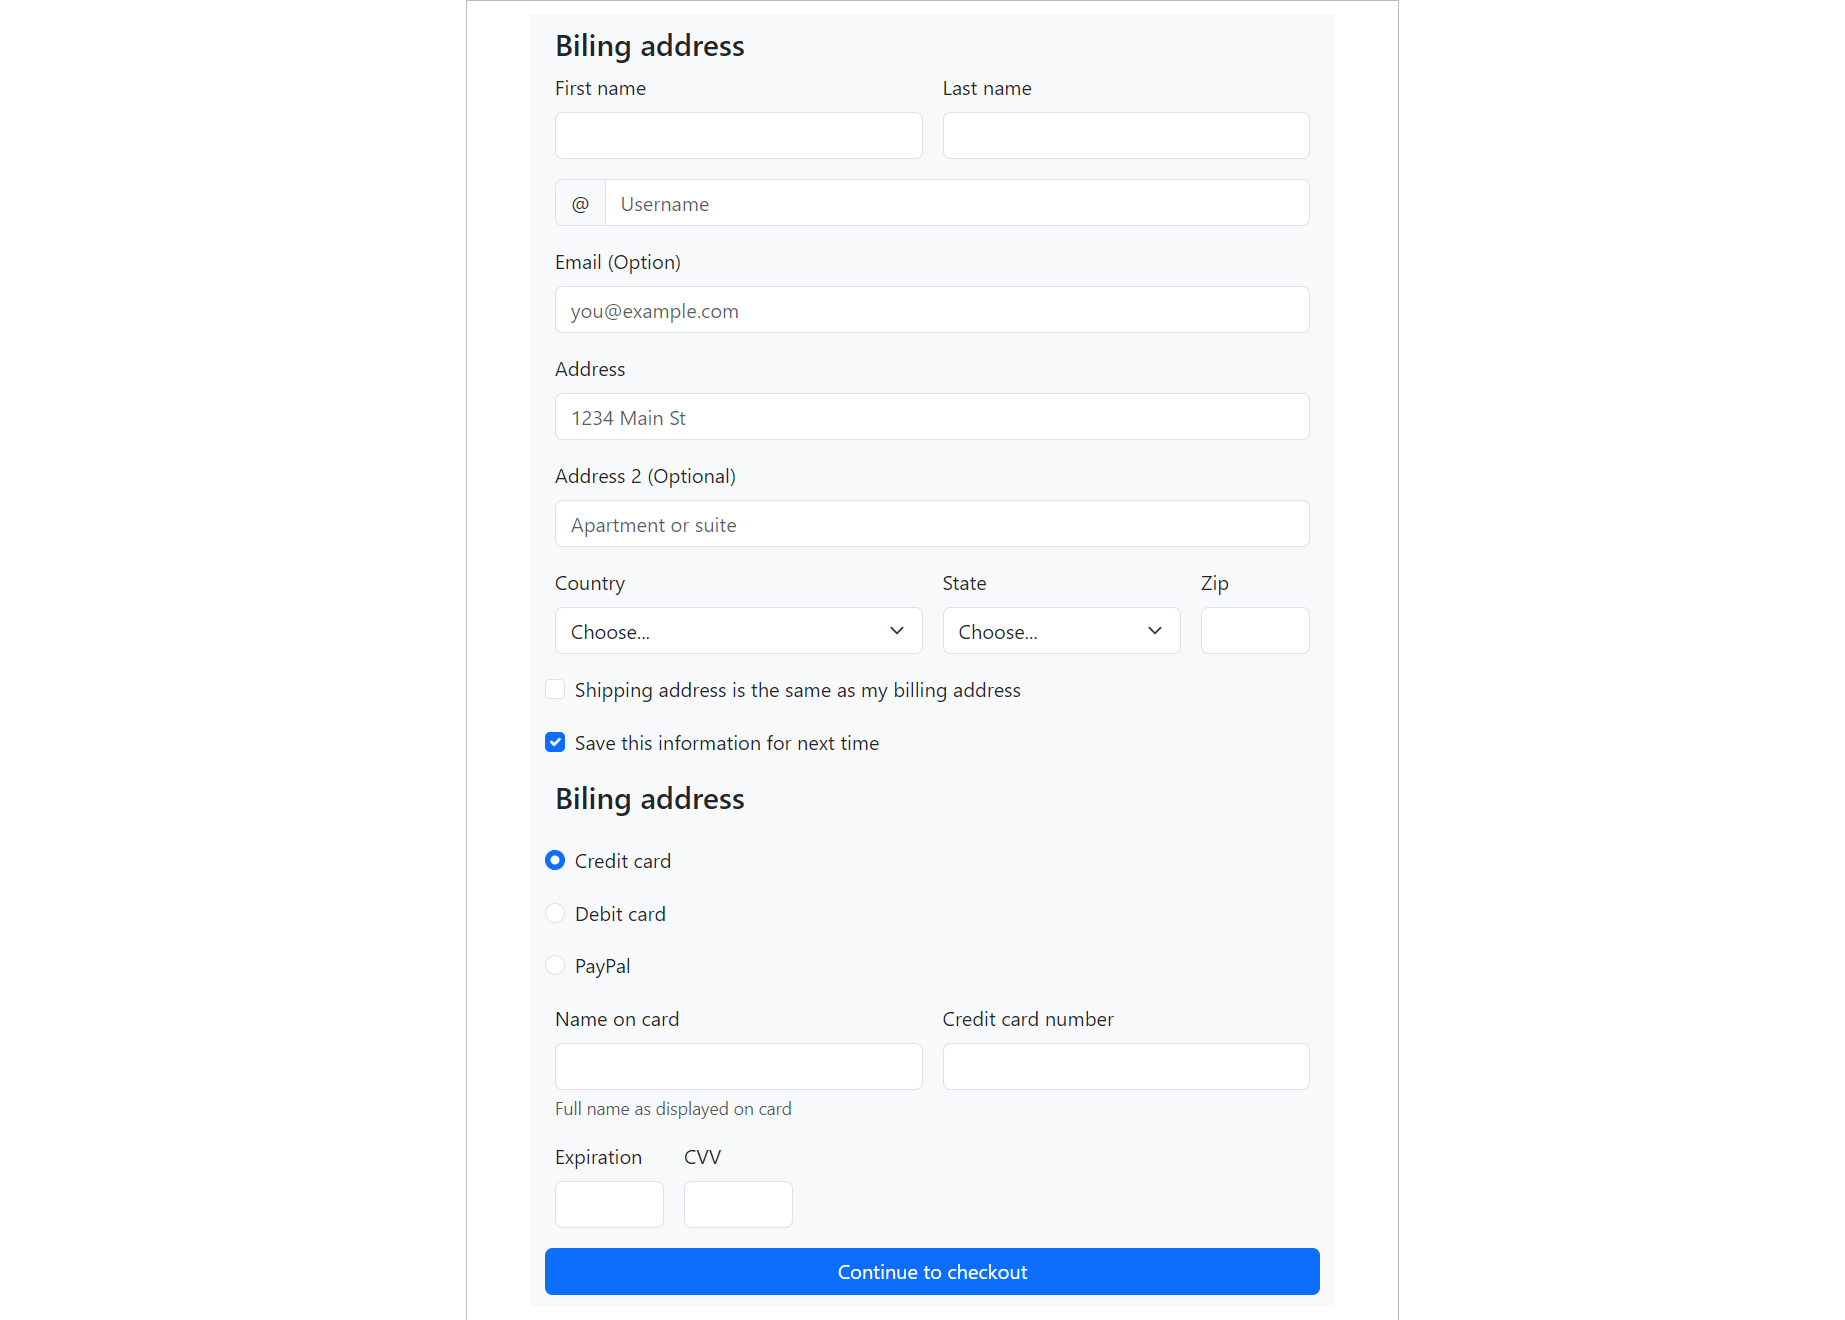 Biling address
First name Last name
@ Username
Email (Option)
you@example.com
Address
1234 Main St
Address 2 (Optional)
Apartment or suite
Country State Zip
Choose... Choose...
Shipping address is the same as my billing address
Save this information for next time
Biling address
Credit card
Debit card
PayPal
Name on card Credit card number
Full name as displayed on card
Expiration CVV
Continue to checkout